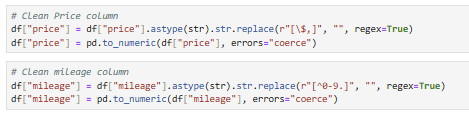 # Clean Price column
df["price"] = df["price"].astype(str).str.replace(r"[\$,]", "", regex=True)
df["price"] = pd.to_numeric(df["price"], errors="coerce")
# Clean mileage column
df["mileage"] = df["mileage"].astype(str).str.replace(r"[^0-9.]", "", regex=True)
df["mileage"] = pd.to_numeric(df["mileage"], errors="coerce")